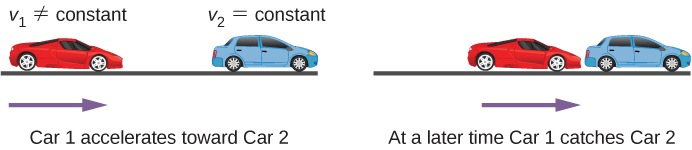 v₁ ≠ constant
v₂ = constant
Car 1 accelerates toward Car 2
At a later time Car 1 catches Car 2